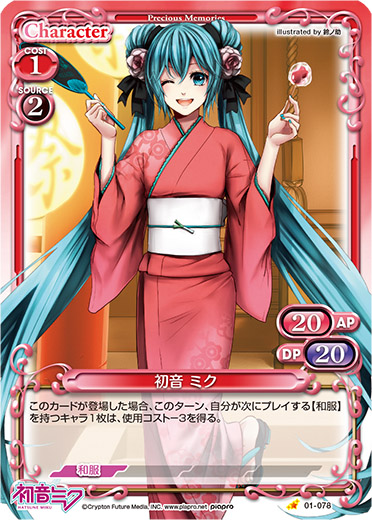 Precious Memories
Character
illustrated by 鈴ノ助
COST
1
SOURCE
2
祭
20 AP
DP 20
初音 ミク
このカードが登場した場合、このターン、自分が次にプレイする【和服】
を持つキャラ1枚は、使用コスト－3を得る。
和服
初音ミク
HATSUNE MIKU
©Crypton Future Media, INC. www.piapro.net piapro
01-078